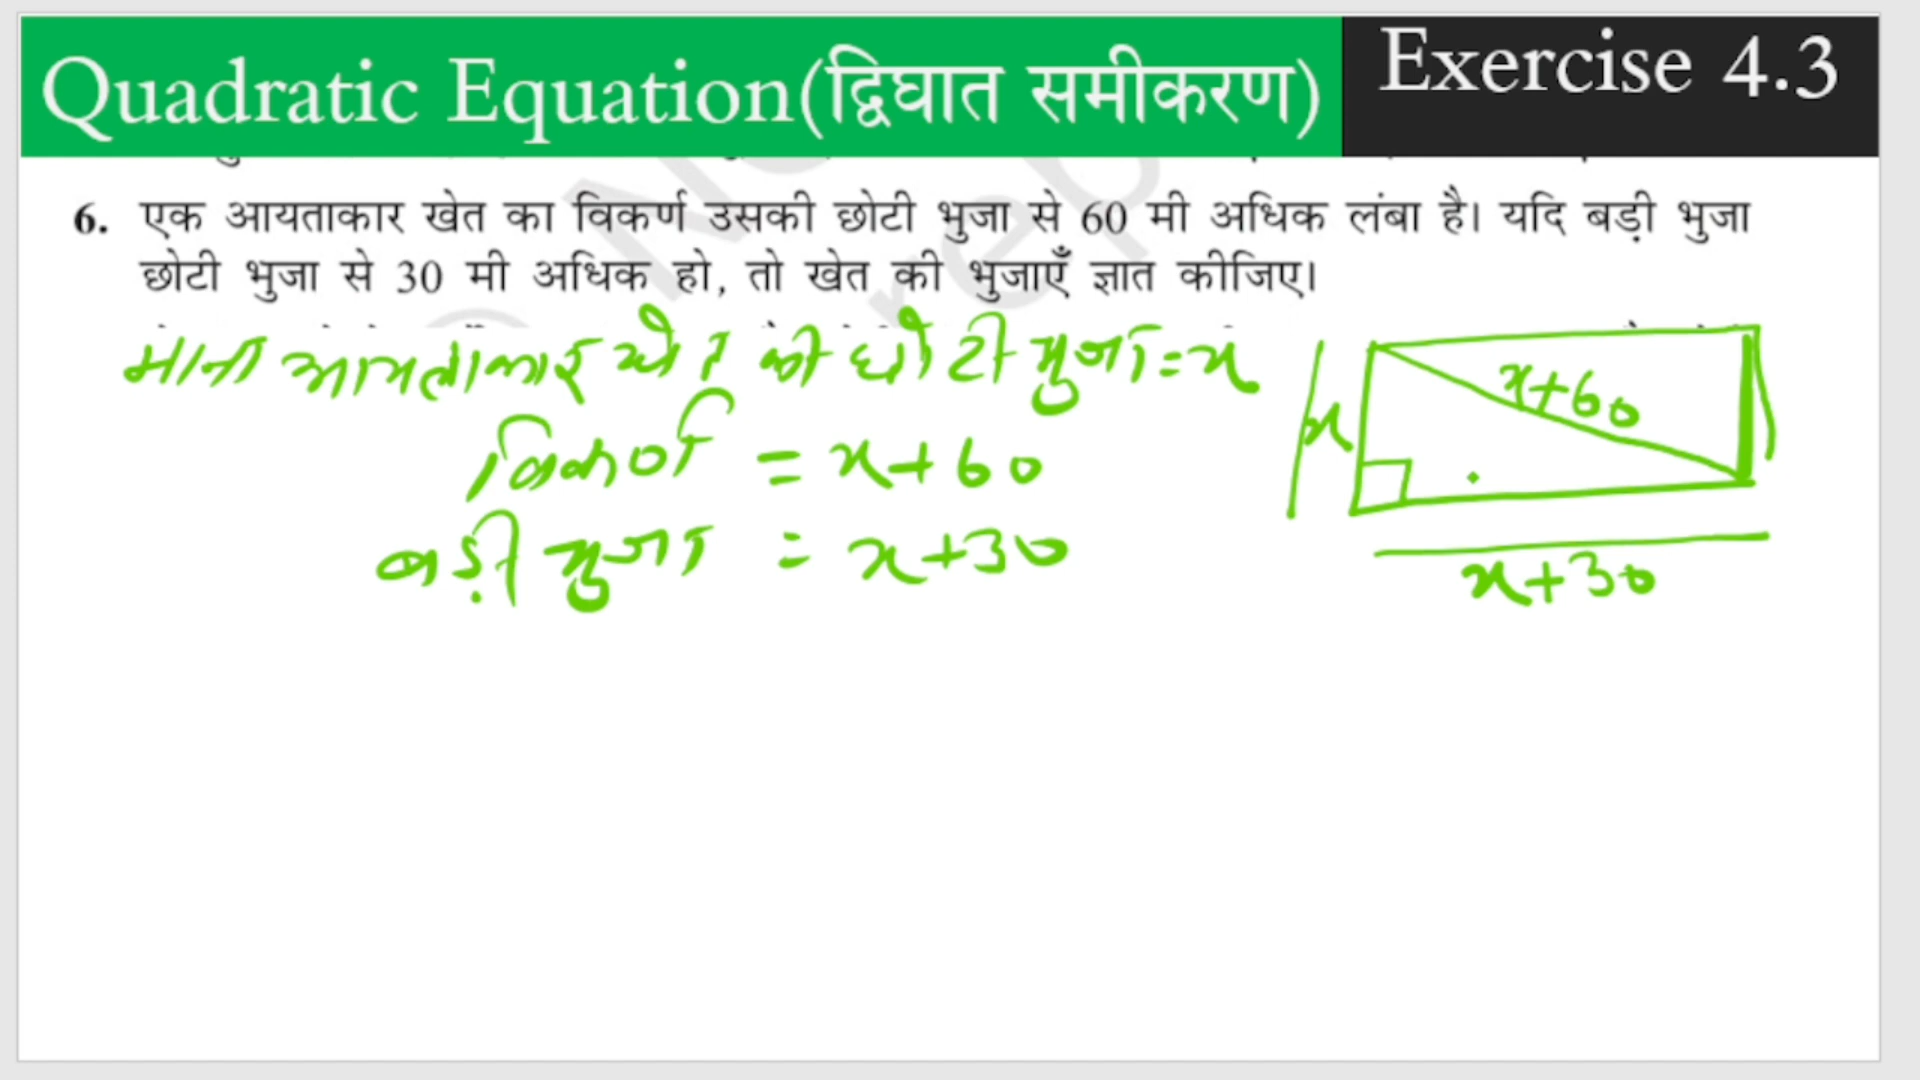 Quadratic Equation(द्विघात समीकरण)
Exercise 4.3
6. एक आयताकार खेत का विकर्ण उसकी छोटी भुजा से 60 मी अधिक लंबा है। यदि बड़ी भुजा
छोटी भुजा से 30 मी अधिक हो, तो खेत की भुजाएँ ज्ञात कीजिए।
माना आयताकार खेत की छोटी भुजा = x
विकर्ण = x+60
बड़ी भुजा = x+30
x+60
x
x+30